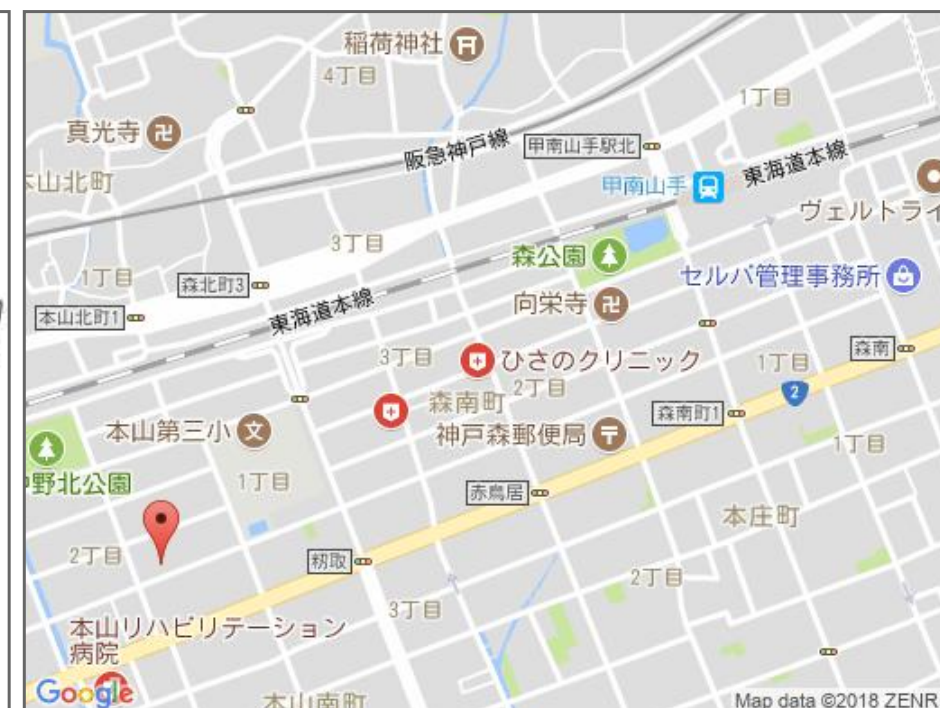 稲荷神社
4丁目
1丁目
真光寺
阪急神戸線
甲南山手駅北
東海道本線
本山北町
甲南山手
ヴェルトライ
3丁目
森公園
1丁目
セルバ管理事務所
森北町3
向栄寺
本山北町1
東海道本線
3丁目
ひさのクリニック
1丁目
森南
2丁目
2
森南町
森南町1
本山第三小
文
神戸森郵便局
1丁目
野北公園
1丁目
赤鳥居
本庄町
2丁目
籾取
2丁目
3丁目
本山リハビリテーション
病院
Google
本山南町
Map data ©2018 ZENR